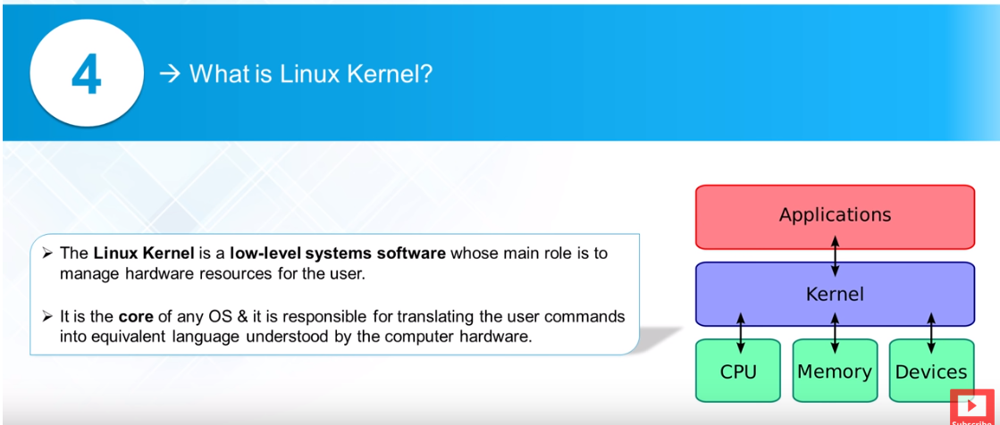 4
→ What is Linux Kernel?
➢ The Linux Kernel is a low-level systems software whose main role is to
manage hardware resources for the user.
➢ It is the core of any OS & it is responsible for translating the user commands
into equivalent language understood by the computer hardware.
Applications
Kernel
CPU
Memory
Devices
Subscribe